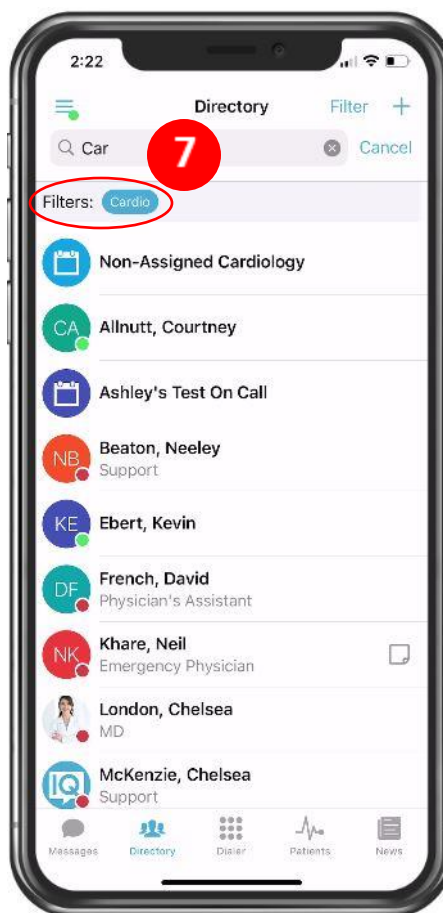 2:22
Directory Filter +
Car 7 Cancel
Filters: Cardio
Non-Assigned Cardiology
CA Allnutt, Courtney
Ashley's Test On Call
NB Beaton, Neeley
Support
KE Ebert, Kevin
DF French, David
Physician's Assistant
NK Khare, Neil
Emergency Physician
London, Chelsea
MD
IQ McKenzie, Chelsea
Support
Messages Directory Dialer Patients News